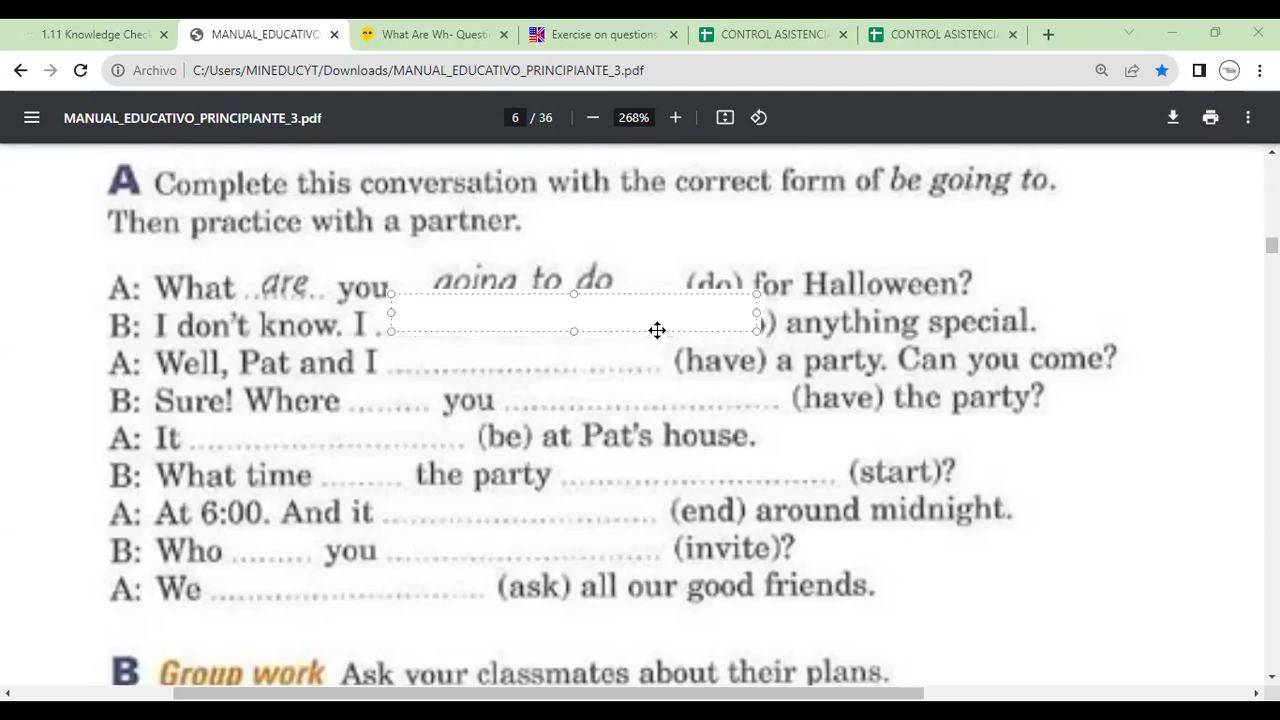 1.11 Knowledge Chec
MANUAL_EDUCATIVO
What Are Wh- Questi
Exercise on questions
CONTROL ASISTENCIA
CONTROL ASISTENCIA
Archivo
C:/Users/MINEDUCYT/Downloads/MANUAL_EDUCATIVO_PRINCIPIANTE_3.pdf
MANUAL_EDUCATIVO_PRINCIPIANTE_3.pdf
6 / 36
268%
A Complete this conversation with the correct form of be going to.
Then practice with a partner.
A: What ..are.. you going to do (do) for Halloween?
B: I don't know. I . ) anything special.
A: Well, Pat and I .............................. (have) a party. Can you come?
B: Sure! Where ......... you .............................. (have) the party?
A: It .............................. (be) at Pat's house.
B: What time ......... the party .............................. (start)?
A: At 6:00. And it .............................. (end) around midnight.
B: Who ......... you .............................. (invite)?
A: We .............................. (ask) all our good friends.
B Group work Ask your classmates about their plans.